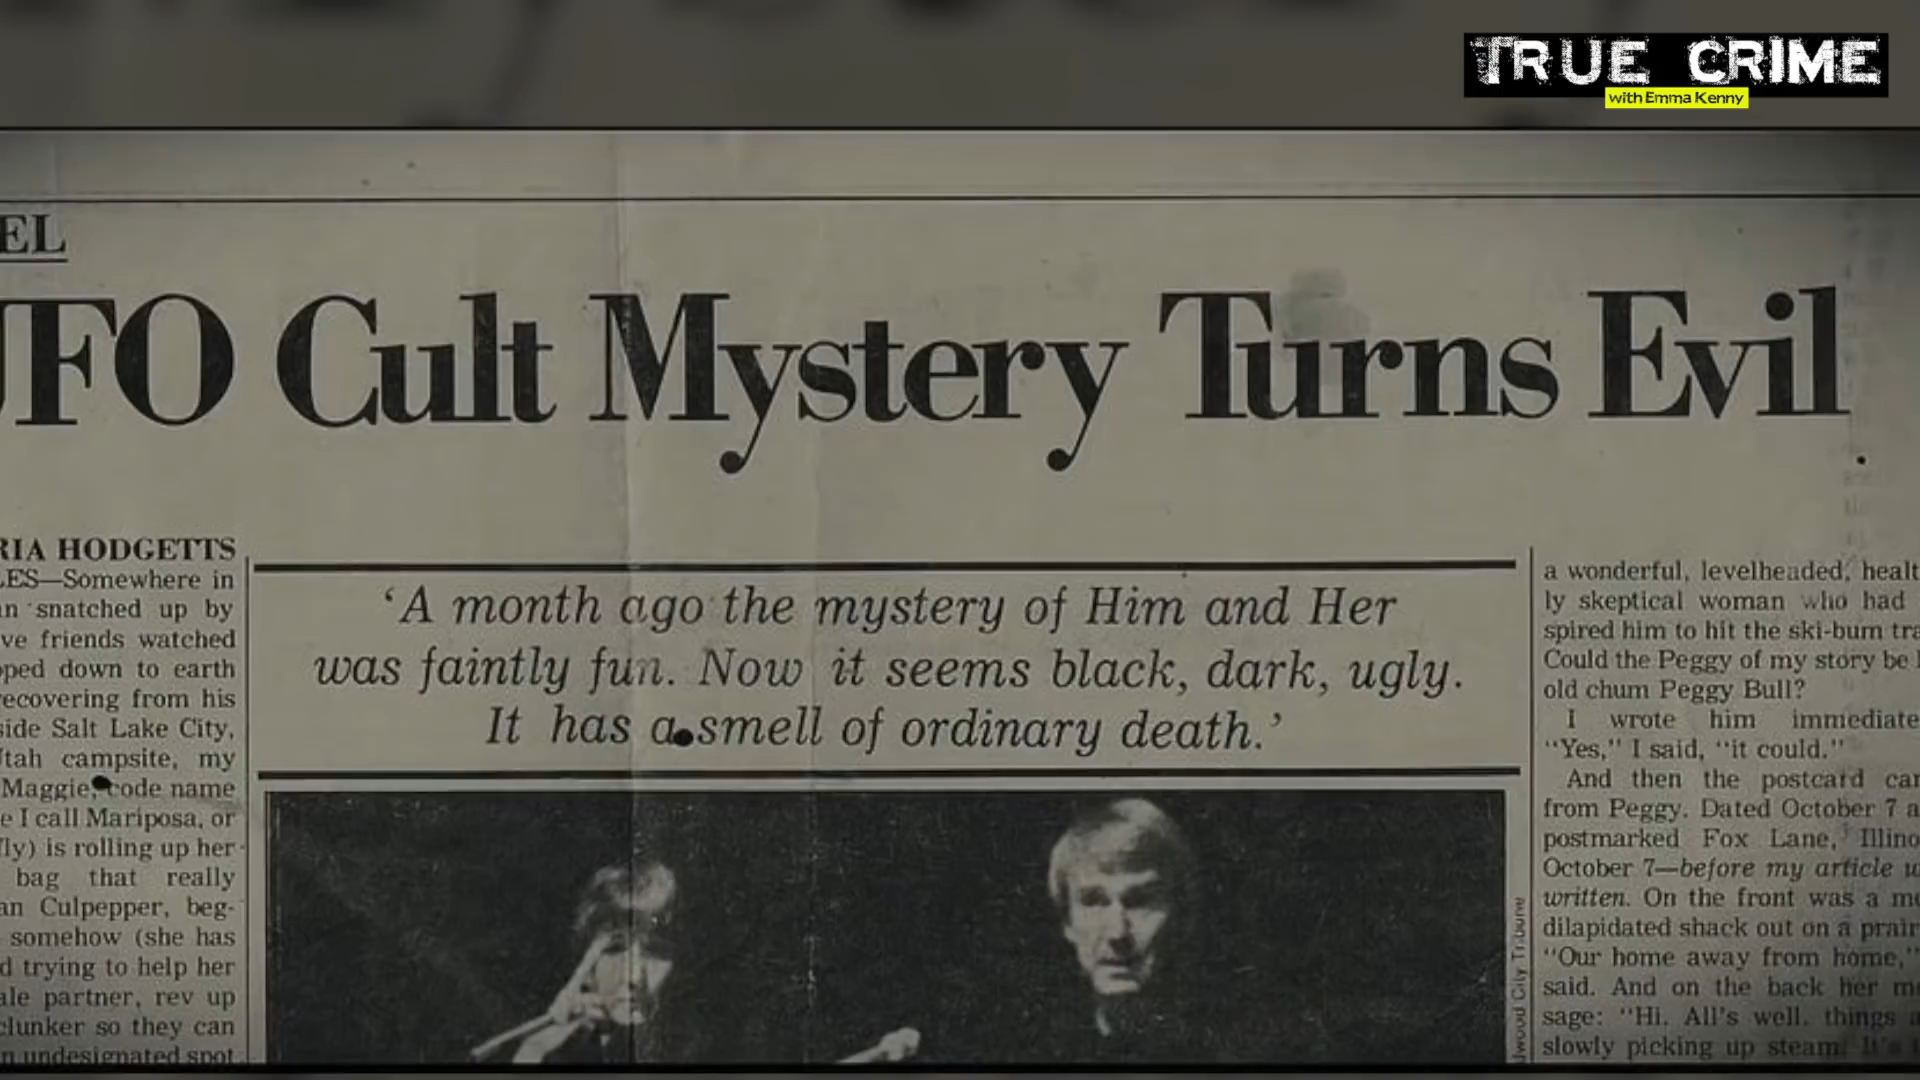 TRUE CRIME
with Emma Kenny
EL
UFO Cult Mystery Turns Evil
RIA HODGETTS
LES—Somewhere in
an snatched up by
ve friends watched
pped down to earth
recovering from his
side Salt Lake City,
Utah campsite, my
Maggie, code name
e I call Mariposa, or
fly) is rolling up her
bag that really
an Culpepper, beg-
somehow (she has
d trying to help her
ale partner, rev up
clunker so they can
n undesignated spot
'A month ago the mystery of Him and Her
was faintly fun. Now it seems black, dark, ugly.
It has a smell of ordinary death.'
dwood City Tribune
a wonderful, levelheaded, healt
ly skeptical woman who had
spired him to hit the ski-bum tra
Could the Peggy of my story be
old chum Peggy Bull?
I wrote him immediate
"Yes," I said, "it could."
And then the postcard car
from Peggy. Dated October 7 a
postmarked Fox Lane, Illino
October 7—before my article w
written. On the front was a mo
dilapidated shack out on a prair
"Our home away from home,"
said. And on the back her me
sage: "Hi. All's well, things a
slowly picking up steam. It's